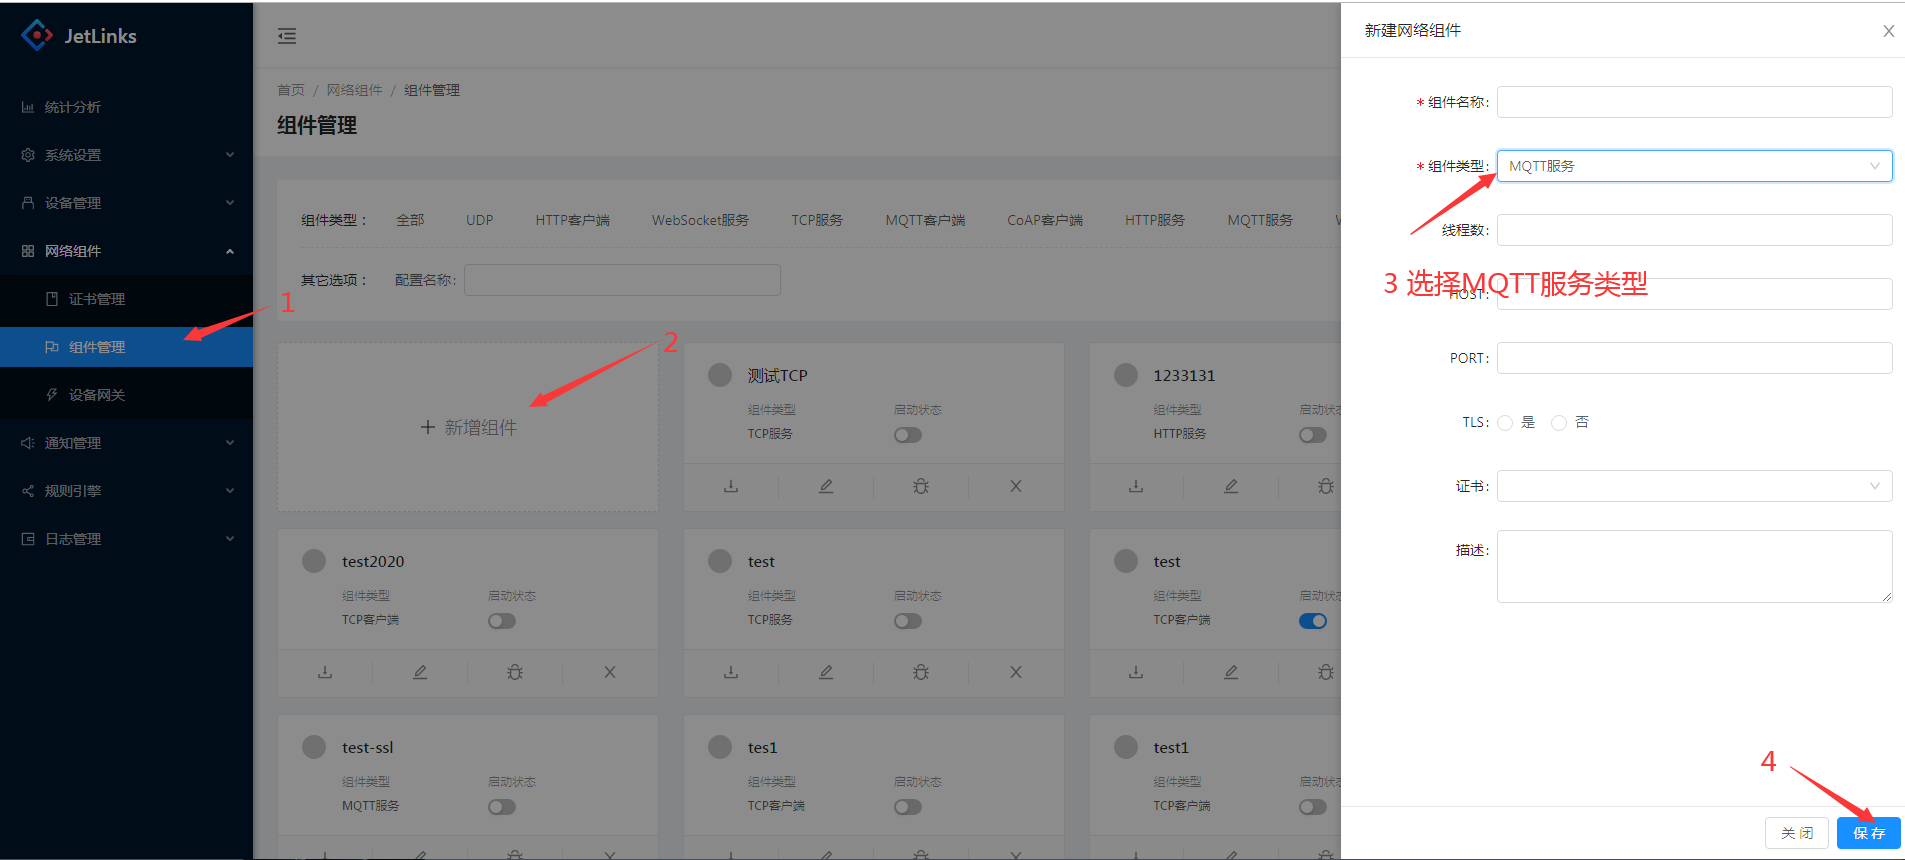 JetLinks
统计分析
系统设置
设备管理
网络组件
证书管理
组件管理
设备网关
通知管理
规则引擎
日志管理
1
首页 / 网络组件 / 组件管理
组件管理
组件类型： 全部 UDP HTTP客户端 WebSocket服务 TCP服务 MQTT客户端 CoAP客户端 HTTP服务 MQTT服务
其它选项： 配置名称:
2
新增组件
测试TCP
组件类型 启动状态
TCP服务
1233131
组件类型 启动状态
HTTP服务
test2020
组件类型 启动状态
TCP客户端
test
组件类型 启动状态
TCP服务
test
组件类型 启动状态
TCP客户端
test-ssl
组件类型 启动状态
MQTT服务
tes1
组件类型 启动状态
TCP客户端
test1
组件类型 启动状态
TCP客户端
新建网络组件
* 组件名称:
* 组件类型: MQTT服务
线程数:
3 选择MQTT服务类型
HOST:
PORT:
TLS: 是 否
证书:
描述:
4
关 闭 保 存